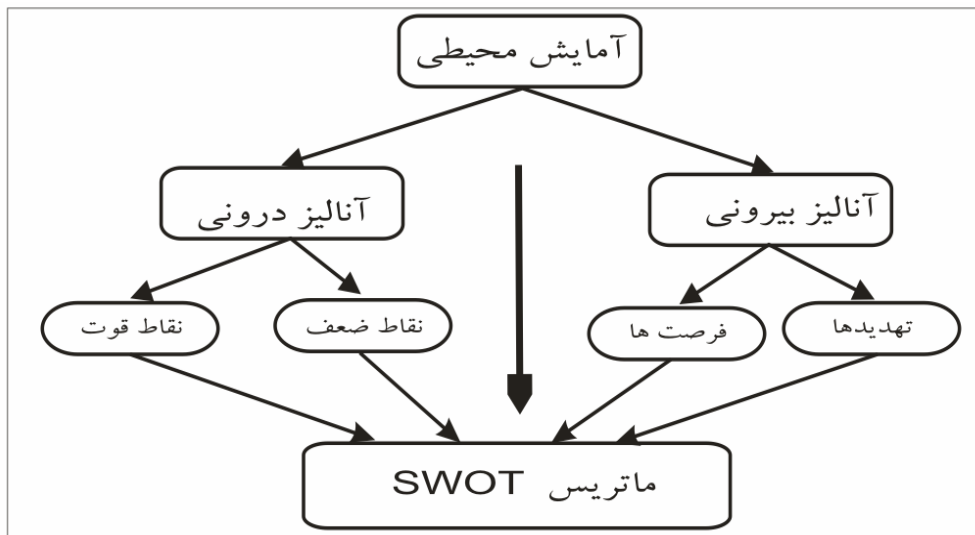 آمایش محیطی
آنالیز بیرونی
آنالیز درونی
تهدیدها
فرصت ها
نقاط ضعف
نقاط قوت
ماتریس SWOT